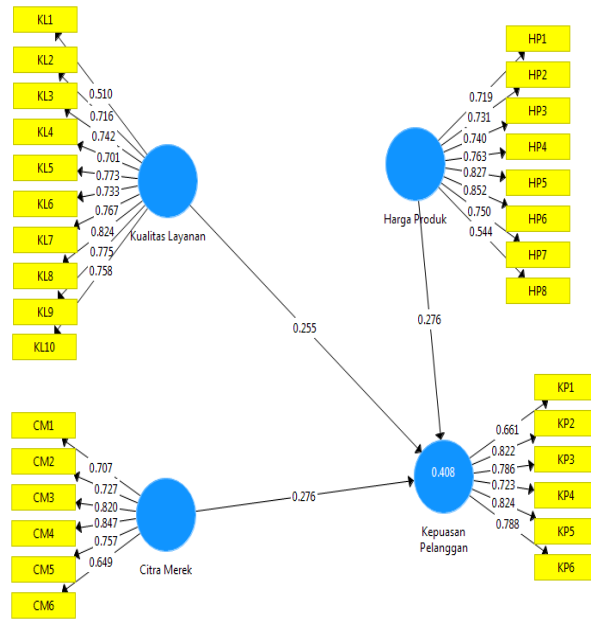 KL1
KL2
KL3
KL4
KL5
KL6
KL7
KL8
KL9
KL10
0.510
0.716
0.742
0.701
0.773
0.733
0.767
0.824
0.775
0.758
Kualitas Layanan
HP1
HP2
HP3
HP4
HP5
HP6
HP7
HP8
0.719
0.731
0.740
0.763
0.827
0.852
0.750
0.544
Harga Produk
0.255
0.276
CM1
CM2
CM3
CM4
CM5
CM6
0.707
0.727
0.820
0.847
0.757
0.649
Citra Merek
0.276
0.408
Kepuasan
Pelanggan
KP1
KP2
KP3
KP4
KP5
KP6
0.661
0.822
0.786
0.723
0.824
0.788